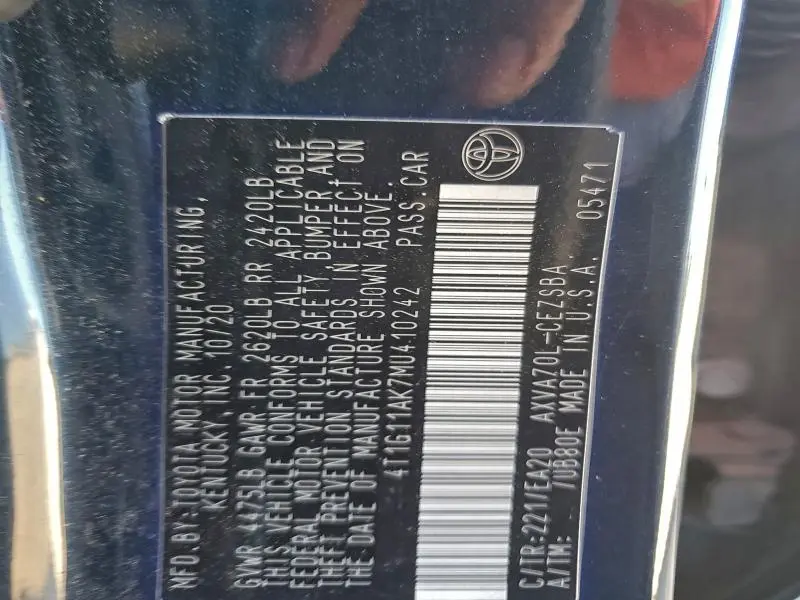 MFD.BY:TOYOTA MOTOR MANUFACTURING,
KENTUCKY, INC. 10/20
GVWR 4475LB GAWR FR 2620LB RR 2420LB
THIS VEHICLE CONFORMS TO ALL APPLICABLE
FEDERAL MOTOR VEHICLE SAFETY, BUMPER AND
THEFT PREVENTION STANDARDS IN EFFECT ON
THE DATE OF MANUFACTURE SHOWN ABOVE.
4T1G11AK7MU410242 PASS.CAR
C/TR:221/EA20 AXVA70L-CEZSBA
A/TM: /UB80E MADE IN U.S.A. 05471